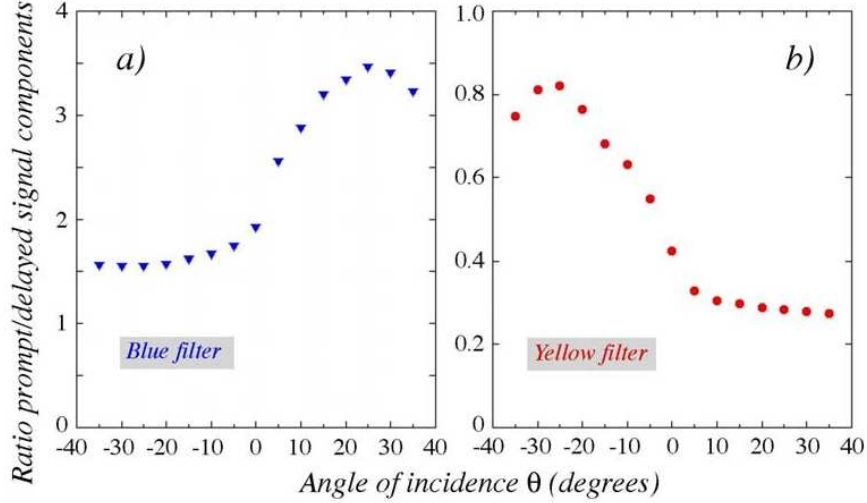 Ratio prompt/delayed signal components
4
3
2
1
0
a)
Blue filter
-40 -30 -20 -10 0 10 20 30 40
1.0
0.8
0.6
0.4
0.2
0
b)
Yellow filter
-40 -30 -20 -10 0 10 20 30 40
Angle of incidence θ (degrees)